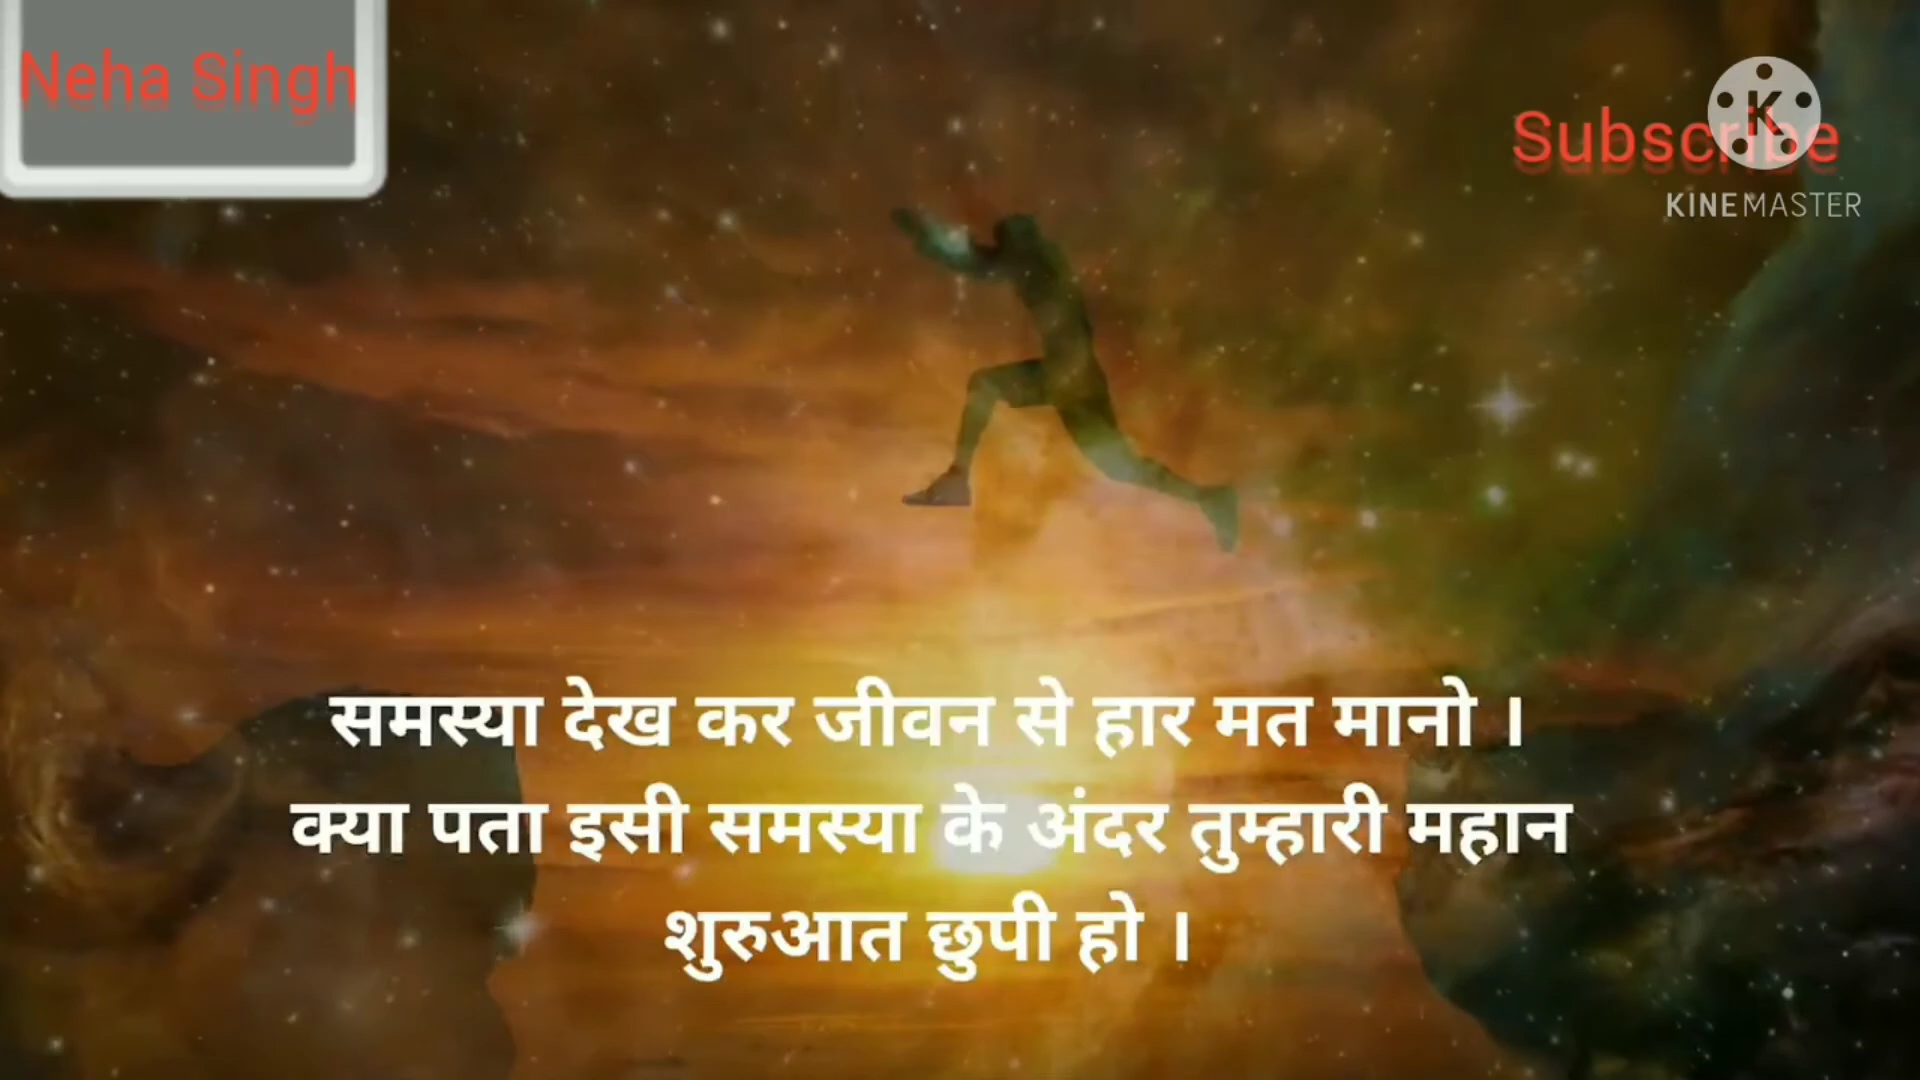 Neha Singh
Subscribe
K
KINEMASTER
समस्या देख कर जीवन से हार मत मानो ।
क्या पता इसी समस्या के अंदर तुम्हारी महान
शुरुआत छुपी हो ।